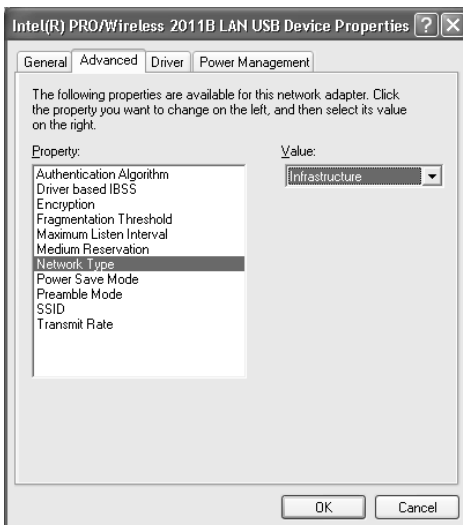 Intel(R) PRO/Wireless 2011B LAN USB Device Properties
General Advanced Driver Power Management
The following properties are available for this network adapter. Click
the property you want to change on the left, and then select its value
on the right.
Property:
Value:
Authentication Algorithm
Driver based IBSS
Encryption
Fragmentation Threshold
Maximum Listen Interval
Medium Reservation
Network Type
Power Save Mode
Preamble Mode
SSID
Transmit Rate
Infrastructure
OK Cancel